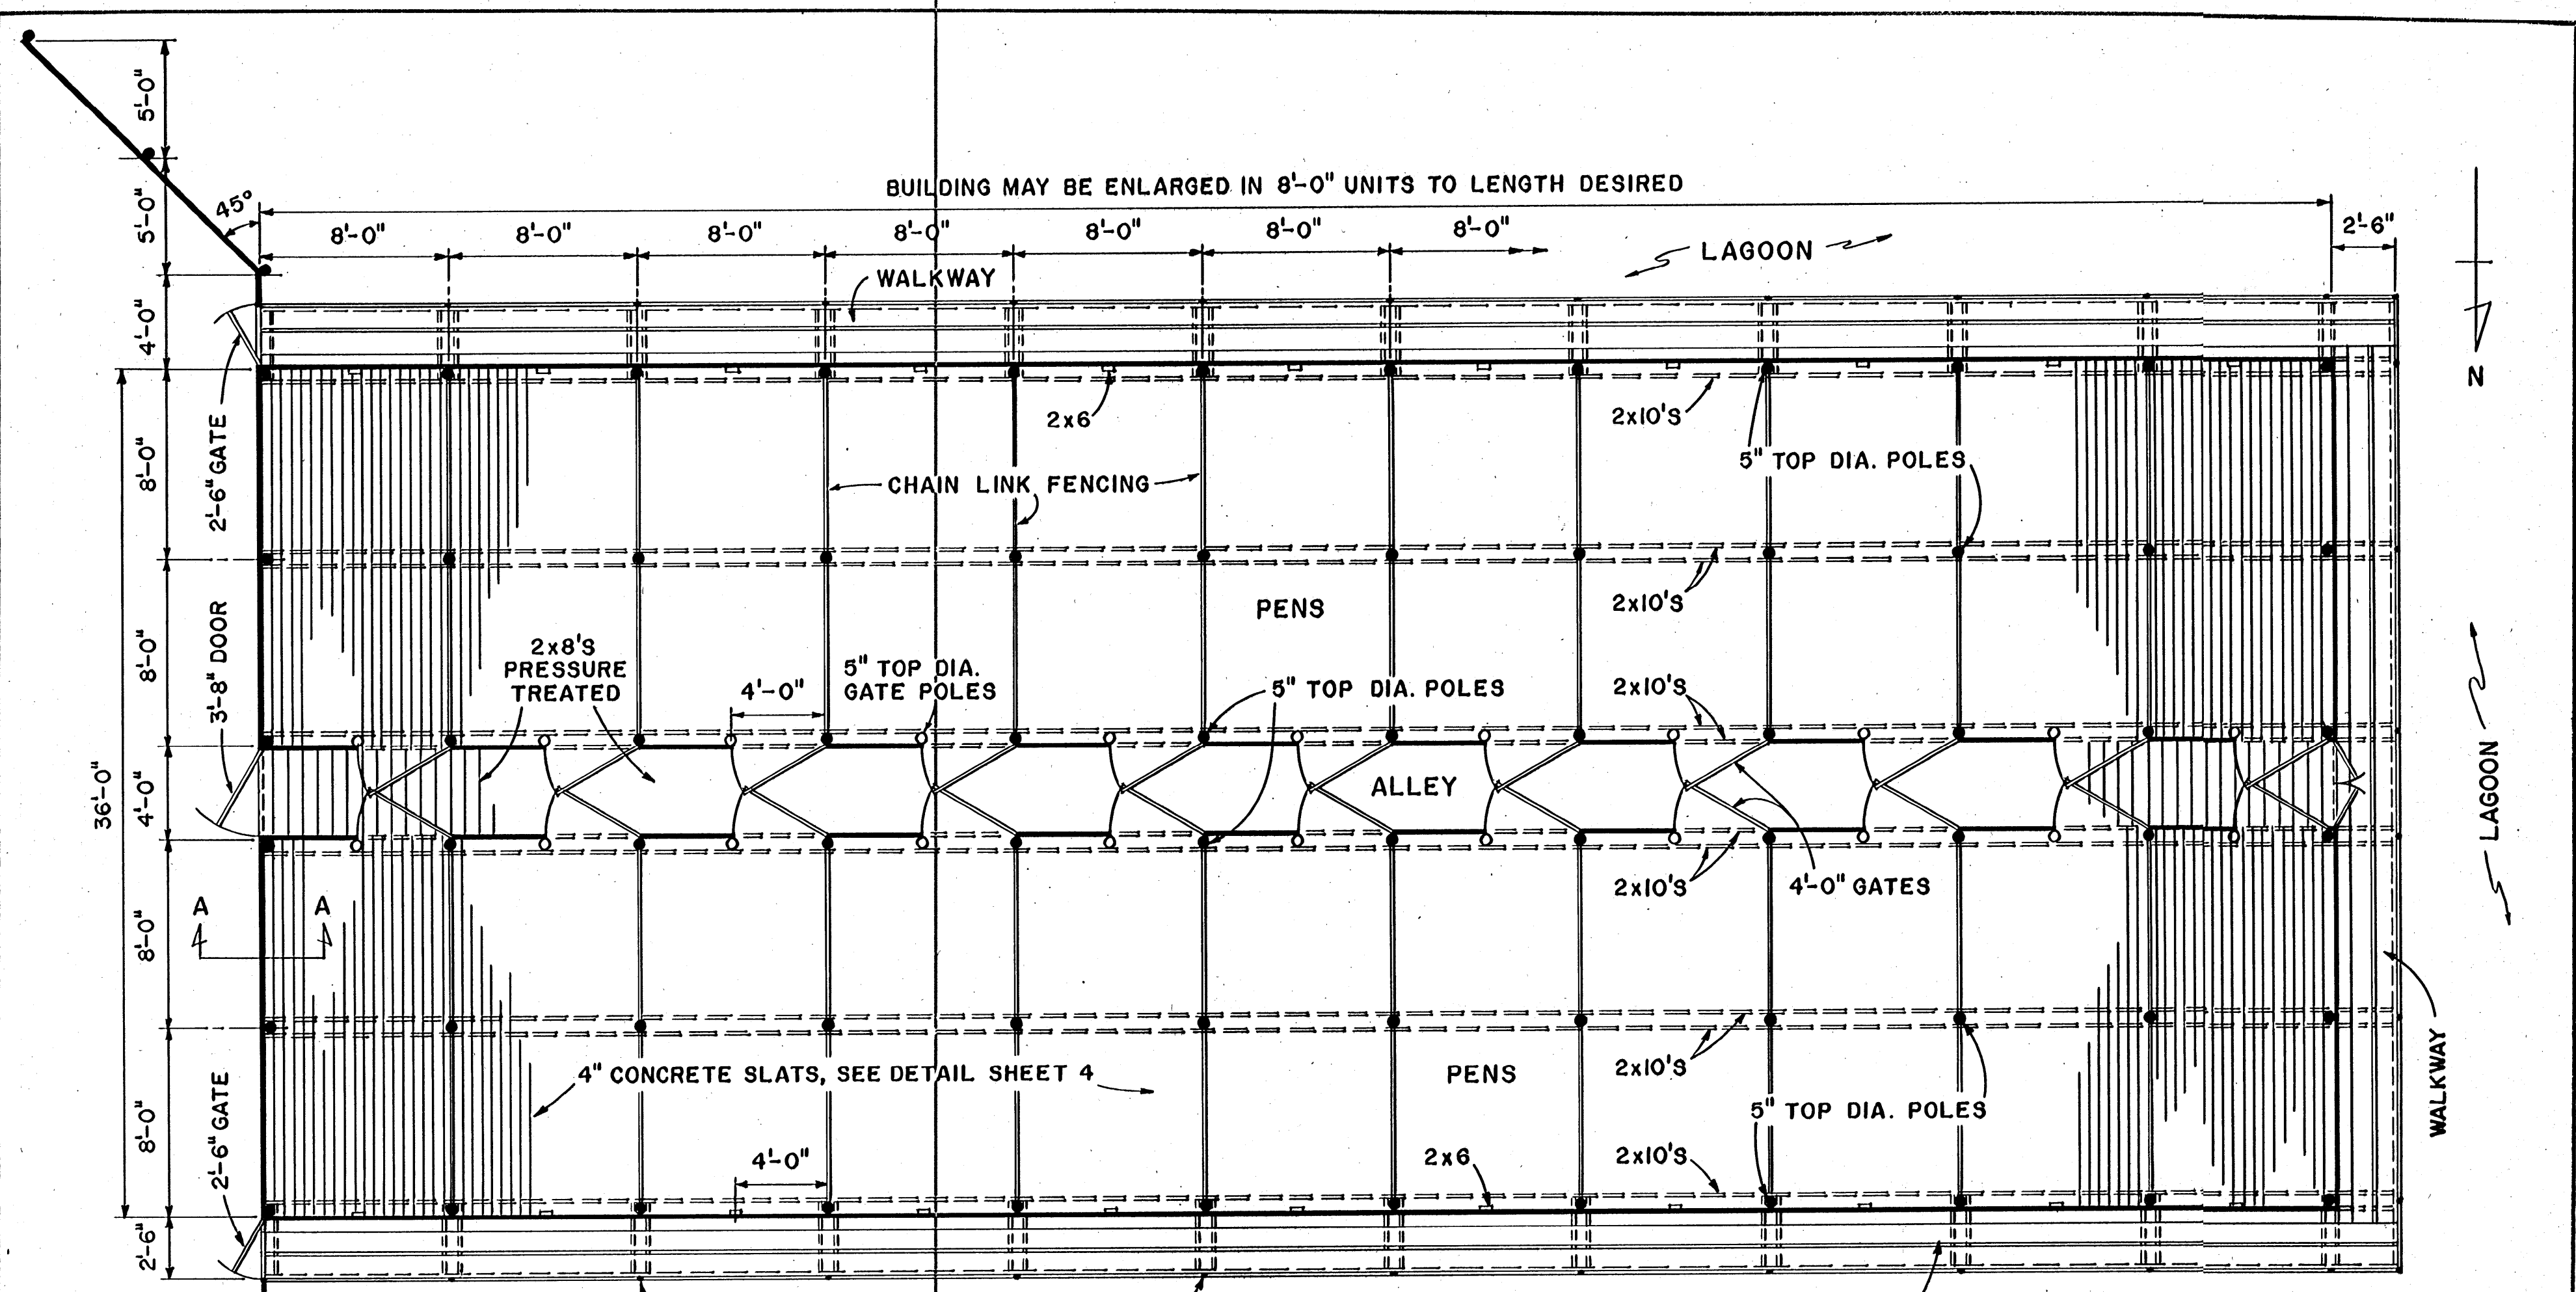 5'-0"
5'-0"
45°
BUILDING MAY BE ENLARGED IN 8'-0" UNITS TO LENGTH DESIRED
8'-0"
8'-0"
8'-0"
8'-0"
8'-0"
8'-0"
8'-0"
LAGOON
2'-6"
4'-0"
WALKWAY
N
2x6
2x10'S
8'-0"
2'-6" GATE
CHAIN LINK FENCING
5" TOP DIA. POLES
PENS
2x10'S
8'-0"
3'-8" DOOR
2x8'S
PRESSURE
TREATED
4'-0"
5" TOP DIA.
GATE POLES
5" TOP DIA. POLES
2x10'S
36'-0"
4'-0"
ALLEY
LAGOON
2x10'S
4'-0" GATES
A
A
8'-0"
4" CONCRETE SLATS, SEE DETAIL SHEET 4
PENS
2x10'S
WALKWAY
8'-0"
2'-6" GATE
5" TOP DIA. POLES
4'-0"
2x6
2x10'S
2'-6"